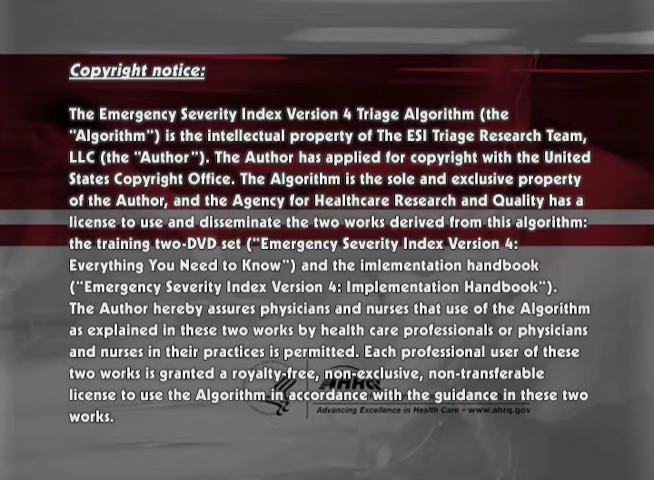 Copyright notice:
The Emergency Severity Index Version 4 Triage Algorithm (the
"Algorithm") is the intellectual property of The ESI Triage Research Team,
LLC (the "Author"). The Author has applied for copyright with the United
States Copyright Office. The Algorithm is the sole and exclusive property
of the Author, and the Agency for Healthcare Research and Quality has a
license to use and disseminate the two works derived from this algorithm:
the training two-DVD set ("Emergency Severity Index Version 4:
Everything You Need to Know") and the imlementation handbook
("Emergency Severity Index Version 4: Implementation Handbook").
The Author hereby assures physicians and nurses that use of the Algorithm
as explained in these two works by health care professionals or physicians
and nurses in their practices is permitted. Each professional user of these
two works is granted a royalty-free, non-exclusive, non-transferable
AHRQ
license to use the Algorithm in accordance with the guidance in these two
Advancing Excellence in Health Care • www.ahrq.gov
works.